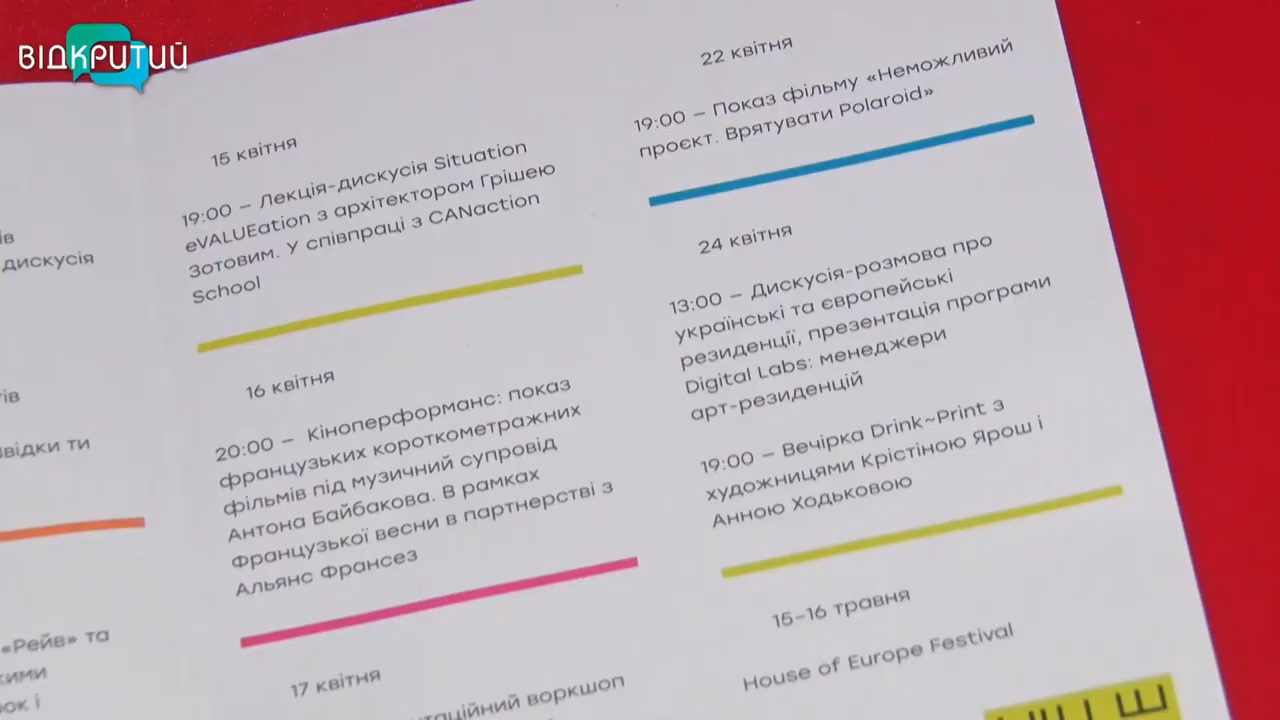 ВІДКРИТИЙ
дискусія
Звідки ти
«Рейв» та
15 квітня
19:00 – Лекція-дискусія Situation
eVALUEation з архітектором Грішею
Зотовим. У співпраці з CANaction
School
16 квітня
20:00 – Кіноперформанс: показ
французьких короткометражних
фільмів під музичний супровід
Антона Байбакова. В рамках
Французької весни в партнерстві з
Альянс Франсез
17 квітня
воркшоп
22 квітня
19:00 – Показ фільму «Неможливий
проєкт. Врятувати Polaroid»
24 квітня
13:00 – Дискусія-розмова про
українські та європейські
резиденції, презентація програми
Digital Labs: менеджери
арт-резиденцій
19:00 – Вечірка Drink~Print з
художницями Крістіною Ярош і
Анною Ходьковою
15–16 травня
House of Europe Festival